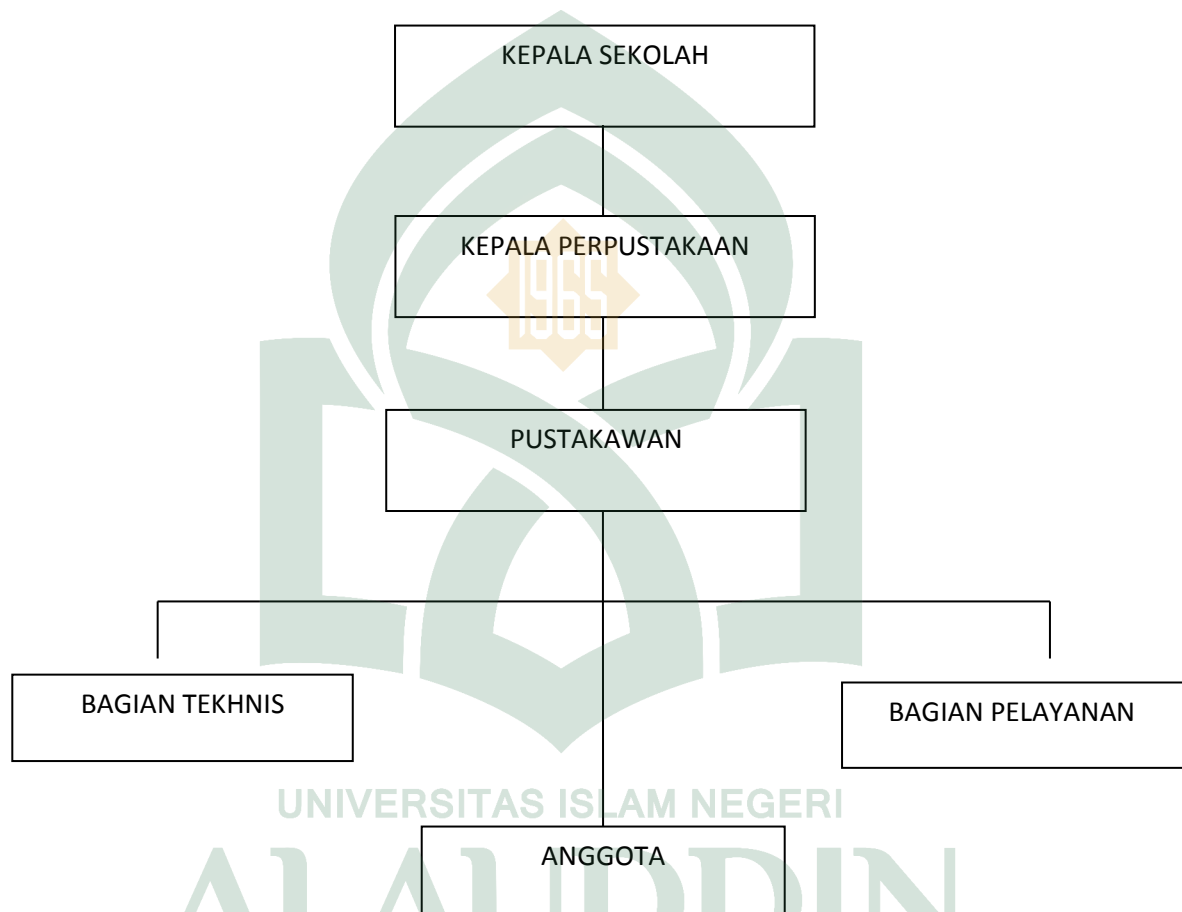 KEPALA SEKOLAH
KEPALA PERPUSTAKAAN
1965
PUSTAKAWAN
BAGIAN TEKHNIS
BAGIAN PELAYANAN
UNIVERSITAS ISLAM NEGERI
ANGGOTA
ALAUDDIN